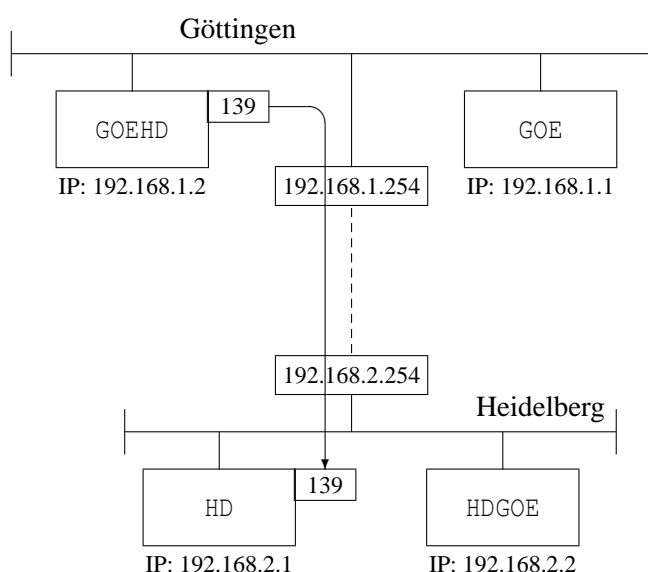 Göttingen
GOEHD
139
GOE
IP: 192.168.1.2
192.168.1.254
IP: 192.168.1.1
192.168.2.254
Heidelberg
HD
139
HDGOE
IP: 192.168.2.1
IP: 192.168.2.2